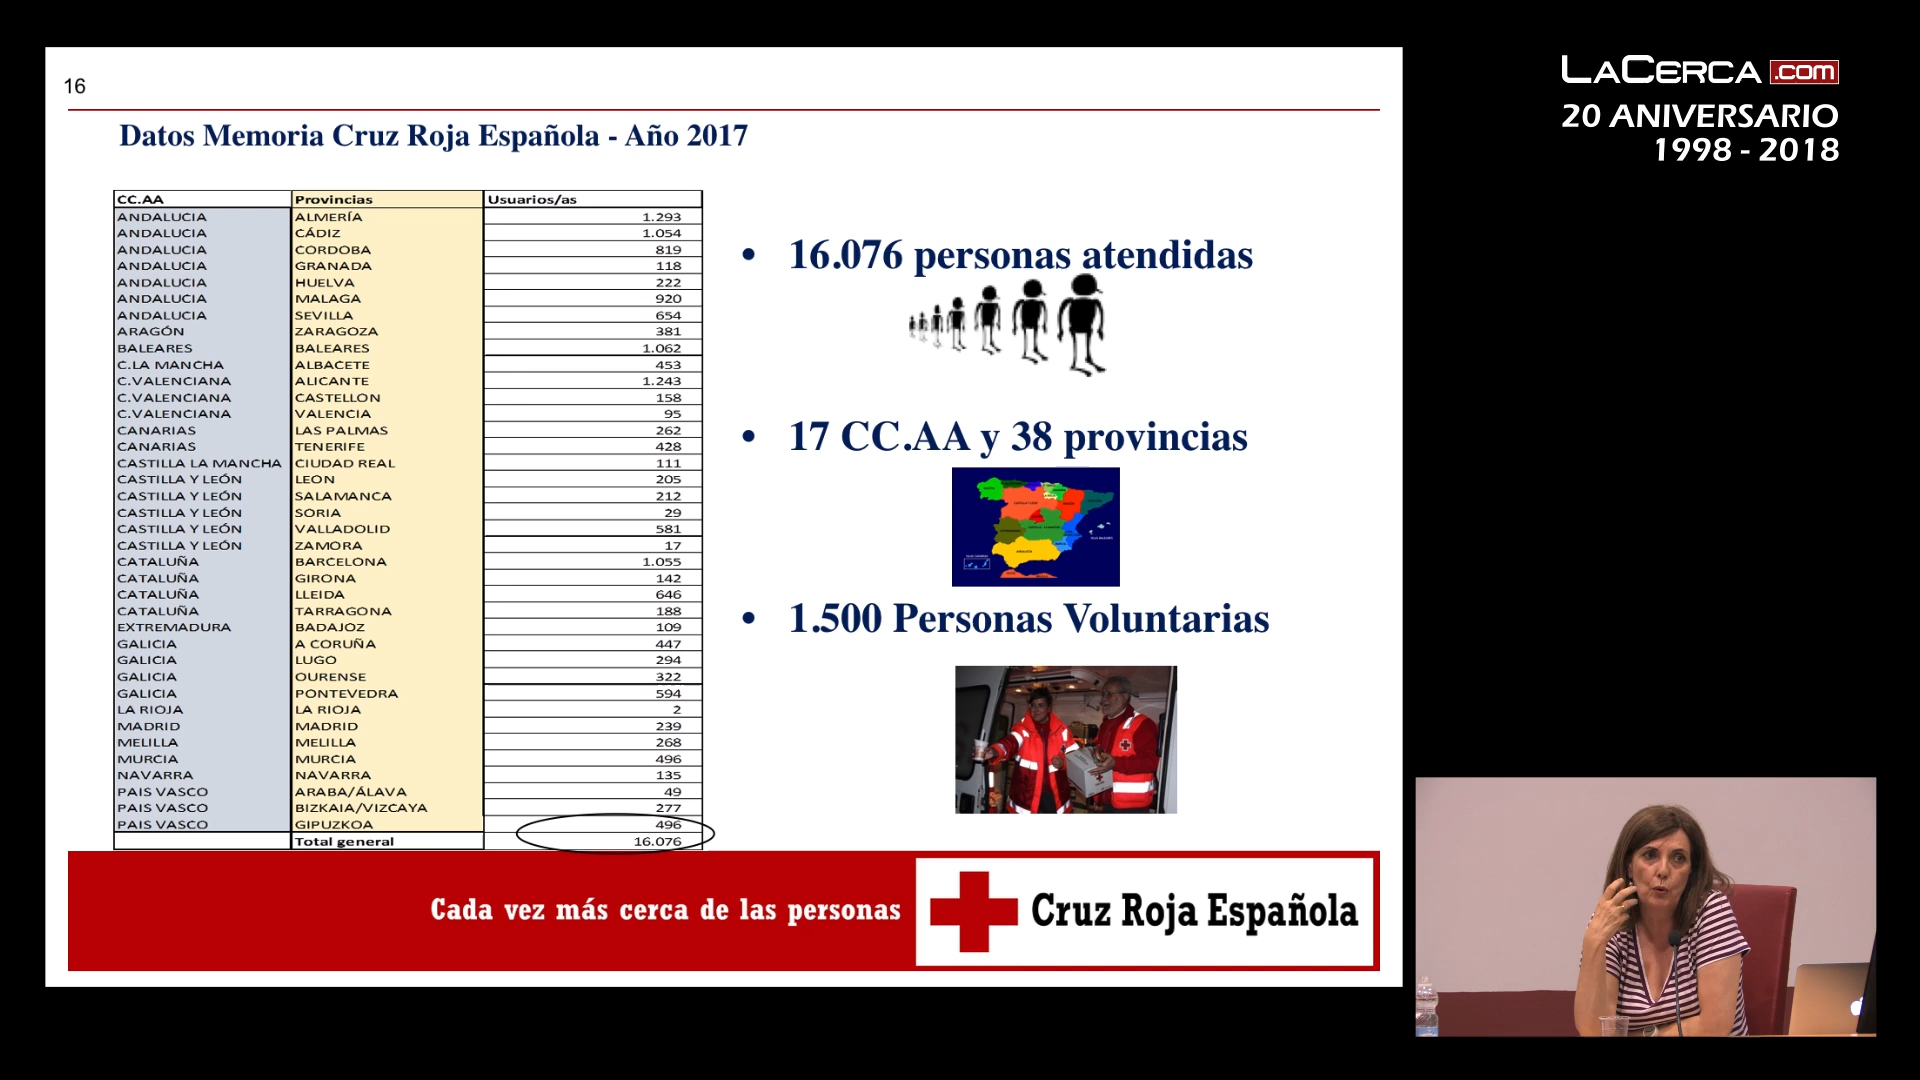 16
Datos Memoria Cruz Roja Española - Año 2017
CC.AA Provincias Usuarios/as
ANDALUCIA ALMERÍA 1.293
ANDALUCIA CÁDIZ 1.054
ANDALUCIA CORDOBA 819
ANDALUCIA GRANADA 118
ANDALUCIA HUELVA 222
ANDALUCIA MALAGA 920
ANDALUCIA SEVILLA 654
ARAGÓN ZARAGOZA 381
BALEARES BALEARES 1.062
C.LA MANCHA ALBACETE 453
C.VALENCIANA ALICANTE 1.243
C.VALENCIANA CASTELLON 158
C.VALENCIANA VALENCIA 95
CANARIAS LAS PALMAS 262
CANARIAS TENERIFE 428
CASTILLA LA MANCHA CIUDAD REAL 111
CASTILLA Y LEÓN LEON 205
CASTILLA Y LEÓN SALAMANCA 212
CASTILLA Y LEÓN SORIA 29
CASTILLA Y LEÓN VALLADOLID 581
CASTILLA Y LEÓN ZAMORA 17
CATALUÑA BARCELONA 1.055
CATALUÑA GIRONA 142
CATALUÑA LLEIDA 646
CATALUÑA TARRAGONA 188
EXTREMADURA BADAJOZ 109
GALICIA A CORUÑA 447
GALICIA LUGO 294
GALICIA OURENSE 322
GALICIA PONTEVEDRA 594
LA RIOJA LA RIOJA 2
MADRID MADRID 239
MELILLA MELILLA 268
MURCIA MURCIA 496
NAVARRA NAVARRA 135
PAIS VASCO ARABA/ÁLAVA 49
PAIS VASCO BIZKAIA/VIZCAYA 277
PAIS VASCO GIPUZKOA 496
Total general 16.076
• 16.076 personas atendidas
• 17 CC.AA y 38 provincias
• 1.500 Personas Voluntarias
Cada vez más cerca de las personas
Cruz Roja Española
LACERCA .com
20 ANIVERSARIO
1998 - 2018